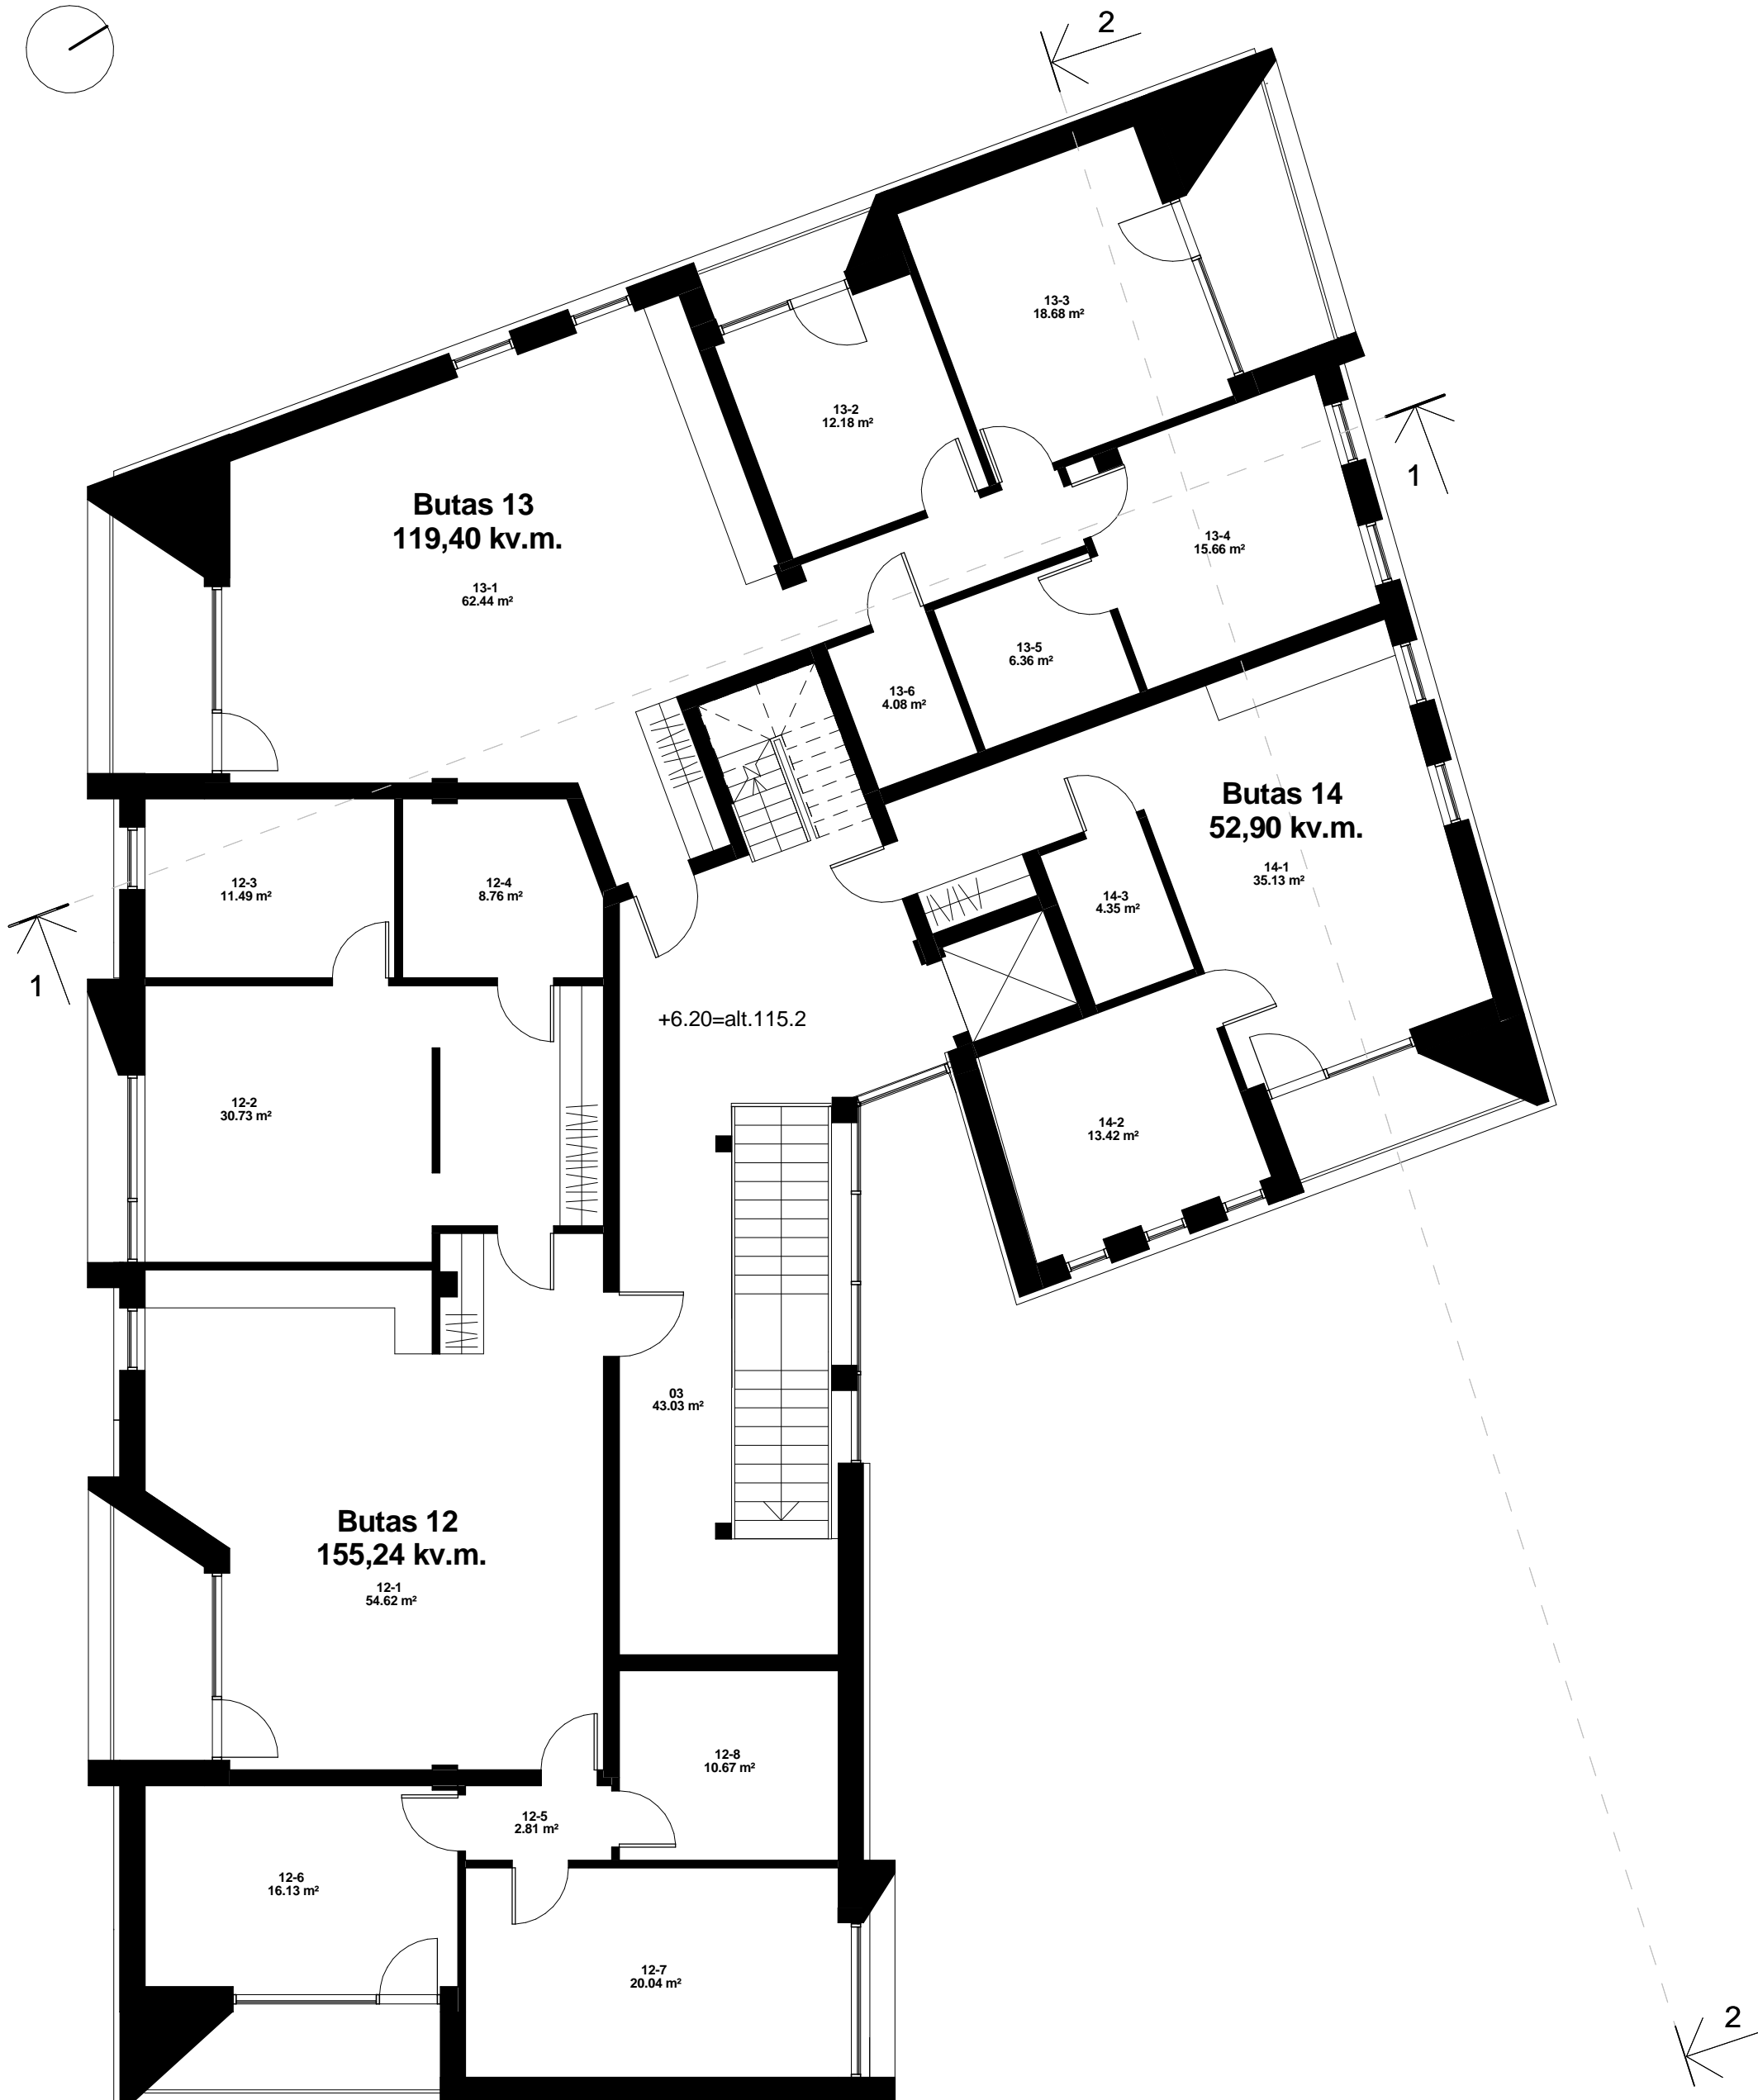 2
13-3
18.68 m²
13-2
12.18 m²
1
Butas 13
119,40 kv.m.
13-4
15.66 m²
13-1
62.44 m²
13-5
6.36 m²
13-6
4.08 m²
Butas 14
52,90 kv.m.
14-1
35.13 m²
12-3
11.49 m²
12-4
8.76 m²
14-3
4.35 m²
1
+6.20=alt.115.2
12-2
30.73 m²
14-2
13.42 m²
03
43.03 m²
Butas 12
155,24 kv.m.
12-1
54.62 m²
12-8
10.67 m²
12-5
2.81 m²
12-6
16.13 m²
12-7
20.04 m²
2